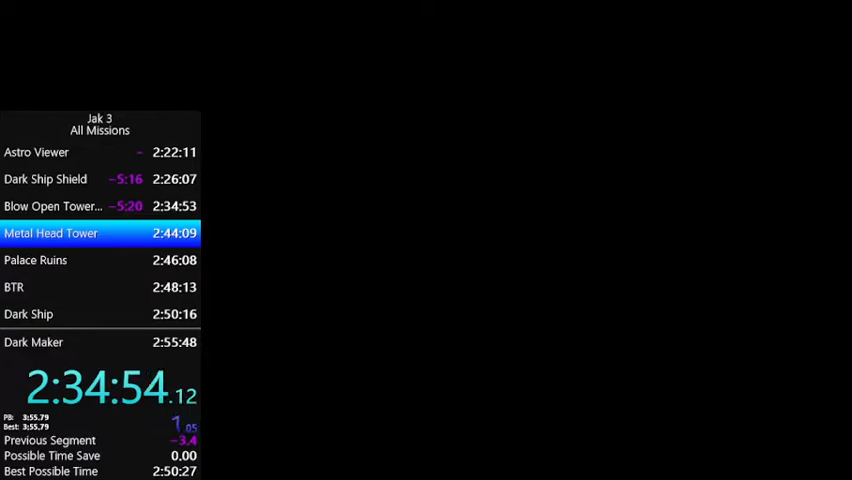 Jak 3
All Missions
Astro Viewer - 2:22:11
Dark Ship Shield −5:16 2:26:07
Blow Open Tower... −5:20 2:34:53
Metal Head Tower 2:44:09
Palace Ruins 2:46:08
BTR 2:48:13
Dark Ship 2:50:16
Dark Maker 2:55:48
2:34:54.12
PB: 3:55.79
Best: 3:55.79
1.05
Previous Segment −3.4
Possible Time Save 0.00
Best Possible Time 2:50:27